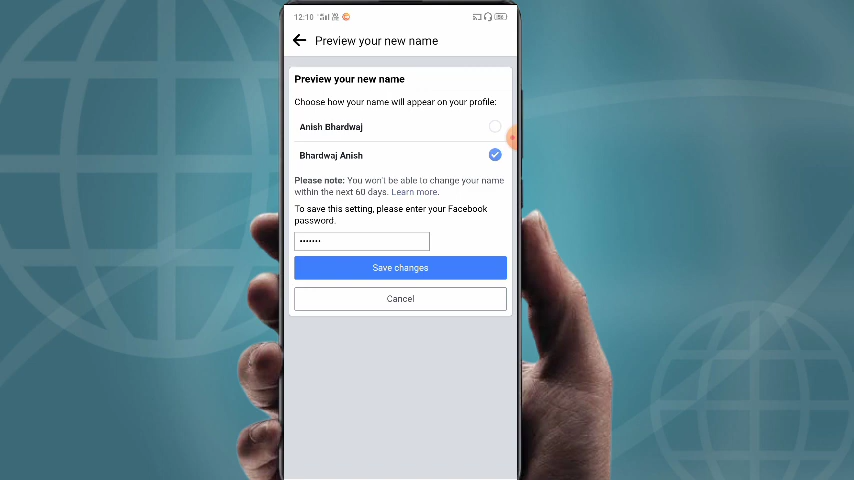 12:10
Preview your new name
Preview your new name
Choose how your name will appear on your profile:
Anish Bhardwaj
Bhardwaj Anish
Please note: You won't be able to change your name
within the next 60 days. Learn more.
To save this setting, please enter your Facebook
password.
•••••••
Save changes
Cancel